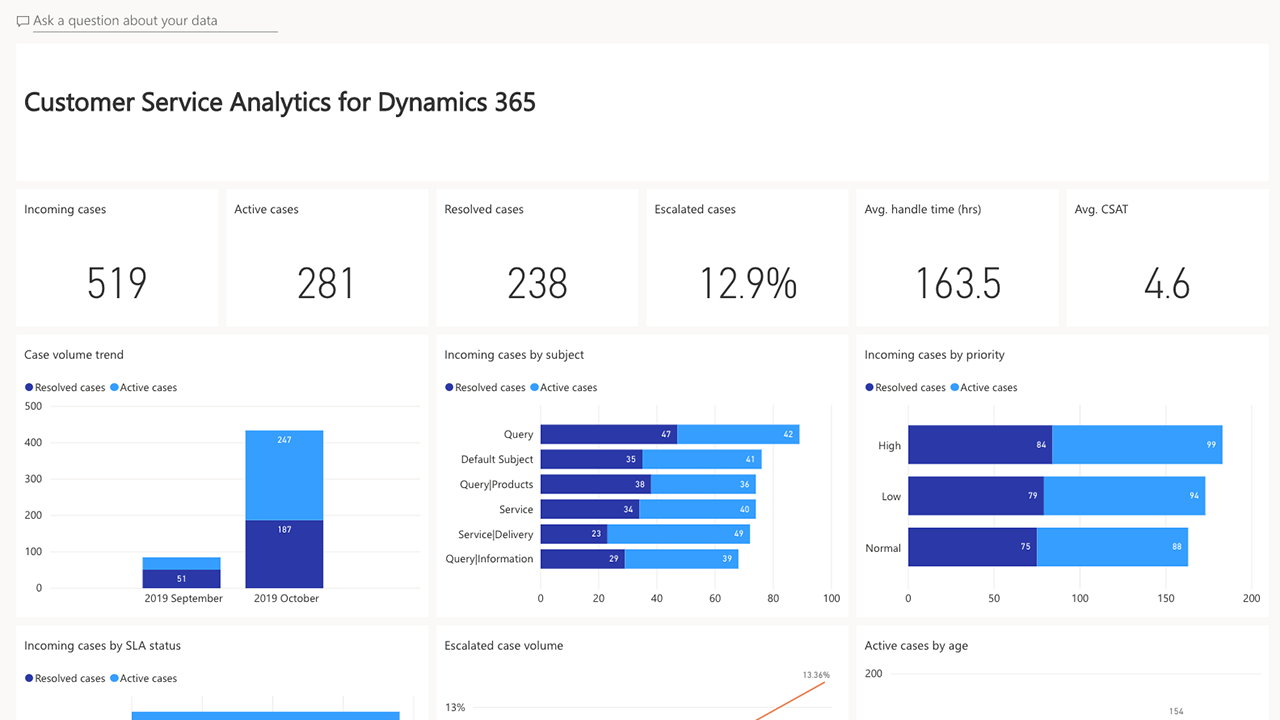 Ask a question about your data
Customer Service Analytics for Dynamics 365
Incoming cases
519
Active cases
281
Resolved cases
238
Escalated cases
12.9%
Avg. handle time (hrs)
163.5
Avg. CSAT
4.6
Case volume trend
Resolved cases Active cases
500
400
300
200
100
0
247
187
51
2019 September 2019 October
Incoming cases by subject
Resolved cases Active cases
Query 47 42
Default Subject 35 41
Query|Products 38 36
Service 34 40
Service|Delivery 23 49
Query|Information 29 39
0 20 40 60 80 100
Incoming cases by priority
Resolved cases Active cases
High 84 99
Low 79 94
Normal 75 88
0 50 100 150 200
Incoming cases by SLA status
Resolved cases Active cases
Escalated case volume
13.36%
13%
Active cases by age
200
154